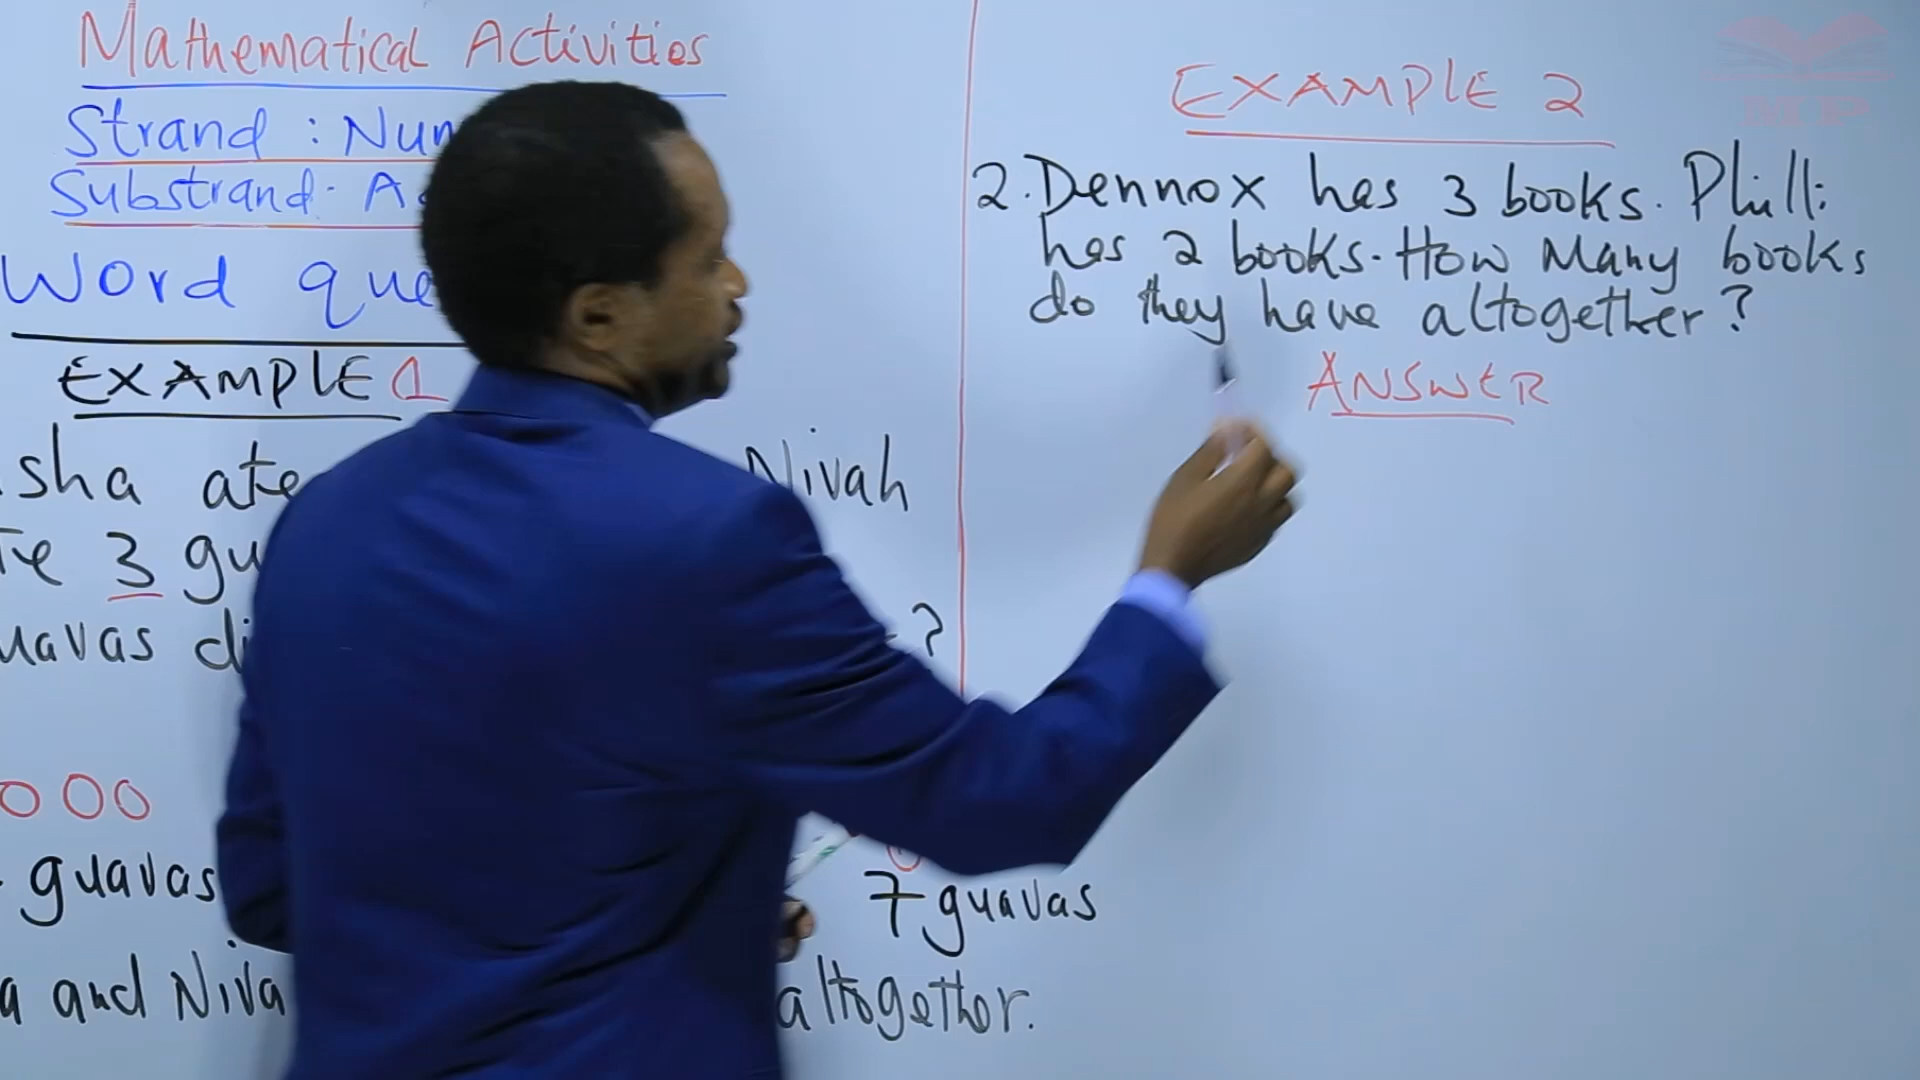 Mathematical Activities
Strand : Num
Substrand. A
Word que
EXAMPLE 1
sha ate Nivah
te 3 gu
uavas di ?
000
guavas 7 guavas
a and Niva altogether.
EXAMPLE 2
2. Dennox has 3 books. Phill:
has 2 books. How Many books
do they have altogether?
ANSWER
MP